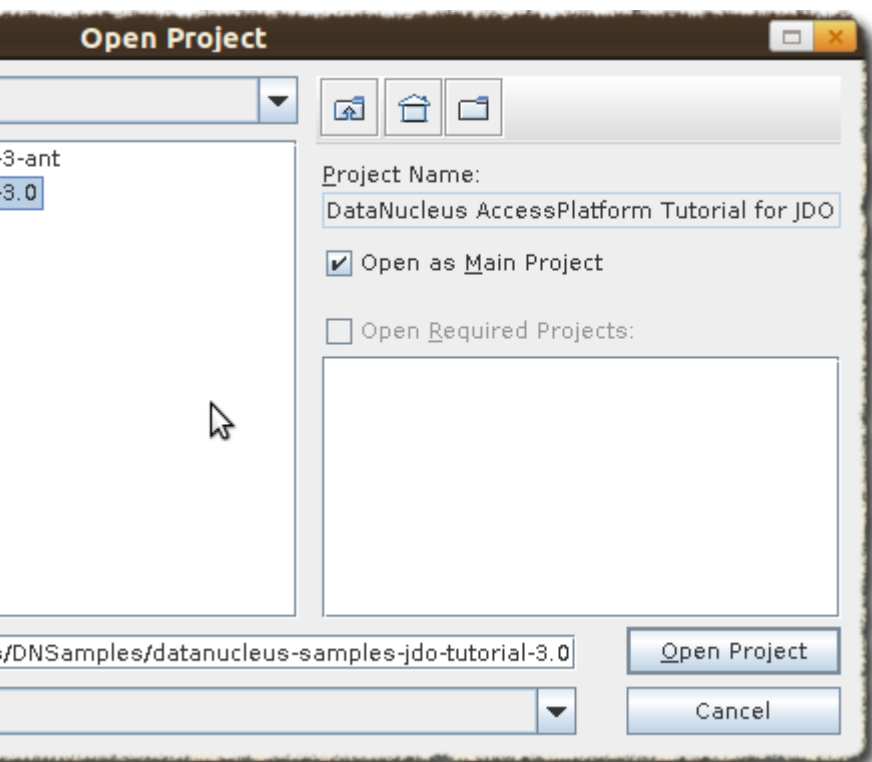 Open Project
-3-ant
-3.0
Project Name:
DataNucleus AccessPlatform Tutorial for JDO
Open as Main Project
Open Required Projects:
s/DNSamples/datanucleus-samples-jdo-tutorial-3.0
Open Project
Cancel